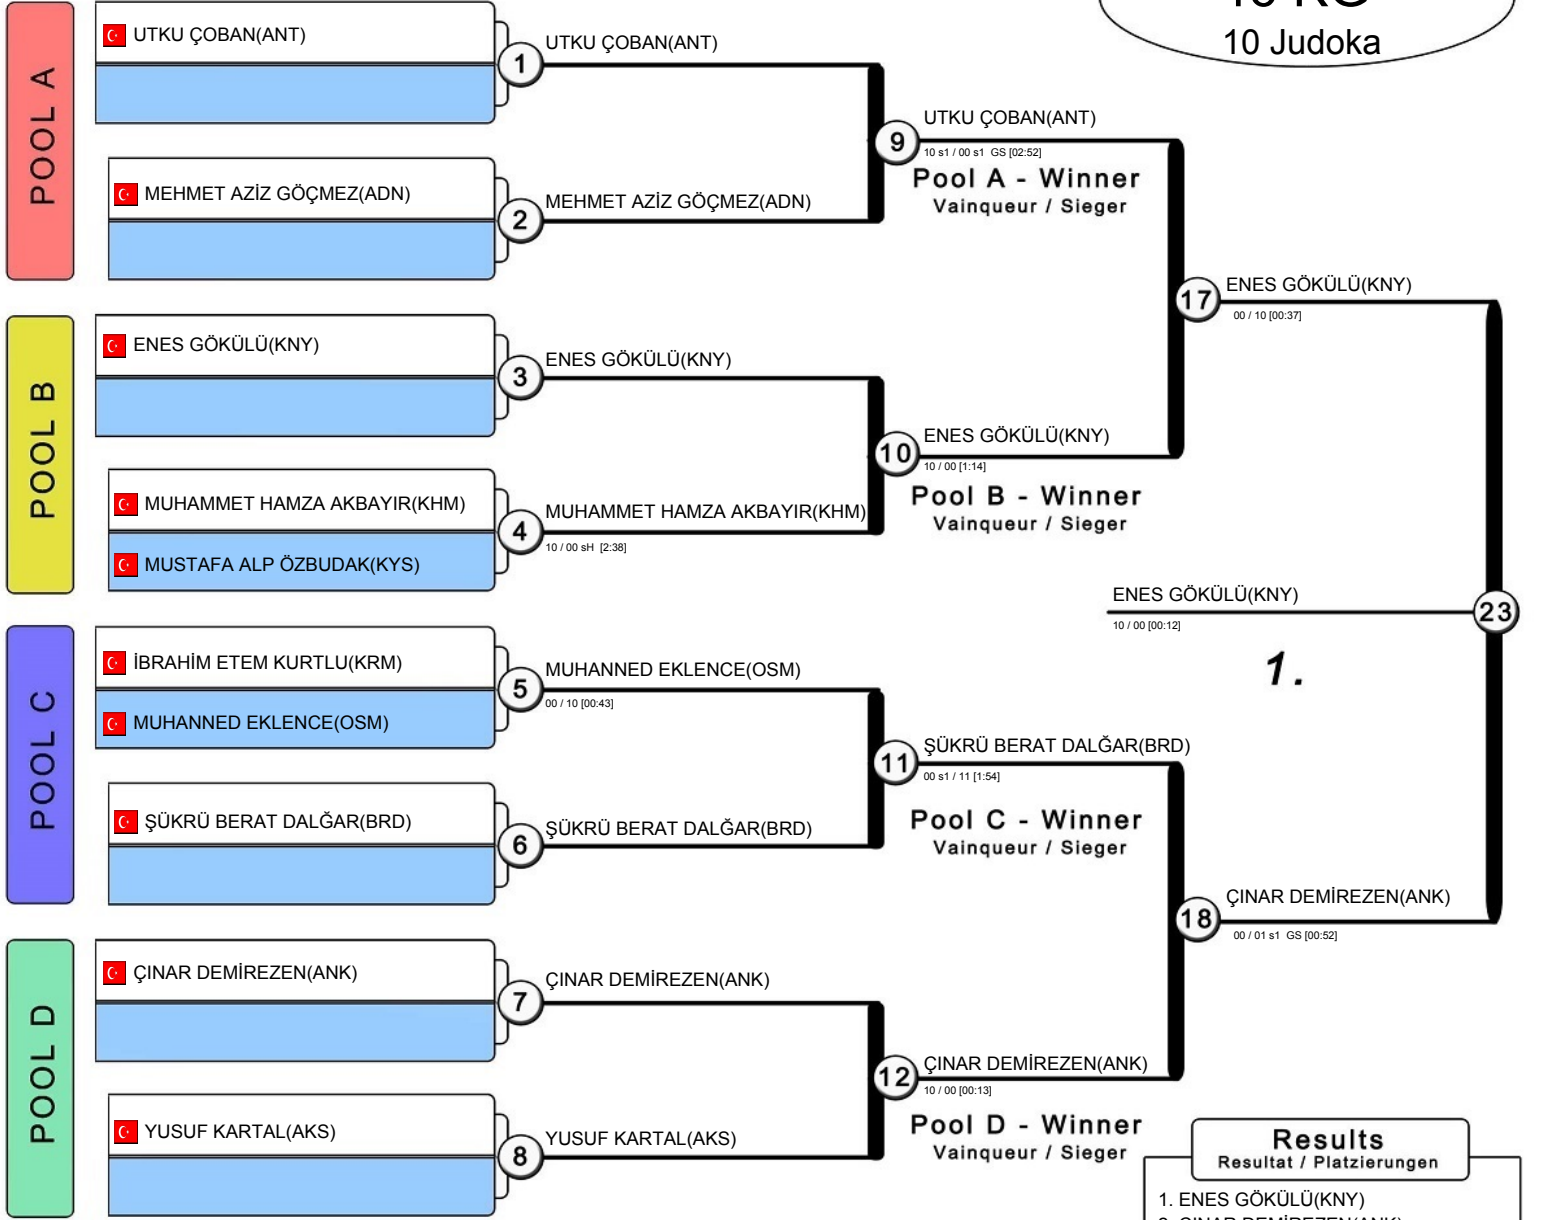 10 Judoka
POOL A
UTKU ÇOBAN(ANT)
1
UTKU ÇOBAN(ANT)
MEHMET AZİZ GÖÇMEZ(ADN)
2
MEHMET AZİZ GÖÇMEZ(ADN)
9
UTKU ÇOBAN(ANT)
10 s1 / 00 s1 GS [02:52]
Pool A - Winner
Vainqueur / Sieger
POOL B
ENES GÖKÜLÜ(KNY)
3
ENES GÖKÜLÜ(KNY)
MUHAMMET HAMZA AKBAYIR(KHM)
MUSTAFA ALP ÖZBUDAK(KYS)
4
MUHAMMET HAMZA AKBAYIR(KHM)
10 / 00 sH [2:38]
10
ENES GÖKÜLÜ(KNY)
10 / 00 [1:14]
Pool B - Winner
Vainqueur / Sieger
17
ENES GÖKÜLÜ(KNY)
00 / 10 [00:37]
ENES GÖKÜLÜ(KNY)
23
10 / 00 [00:12]
1.
POOL C
İBRAHİM ETEM KURTLU(KRM)
MUHANNED EKLENCE(OSM)
5
MUHANNED EKLENCE(OSM)
00 / 10 [00:43]
ŞÜKRÜ BERAT DALĞAR(BRD)
6
ŞÜKRÜ BERAT DALĞAR(BRD)
11
ŞÜKRÜ BERAT DALĞAR(BRD)
00 s1 / 11 [1:54]
Pool C - Winner
Vainqueur / Sieger
18
ÇINAR DEMİREZEN(ANK)
00 / 01 s1 GS [00:52]
POOL D
ÇINAR DEMİREZEN(ANK)
7
ÇINAR DEMİREZEN(ANK)
YUSUF KARTAL(AKS)
8
YUSUF KARTAL(AKS)
12
ÇINAR DEMİREZEN(ANK)
10 / 00 [00:13]
Pool D - Winner
Vainqueur / Sieger
Results
Resultat / Platzierungen
1. ENES GÖKÜLÜ(KNY)